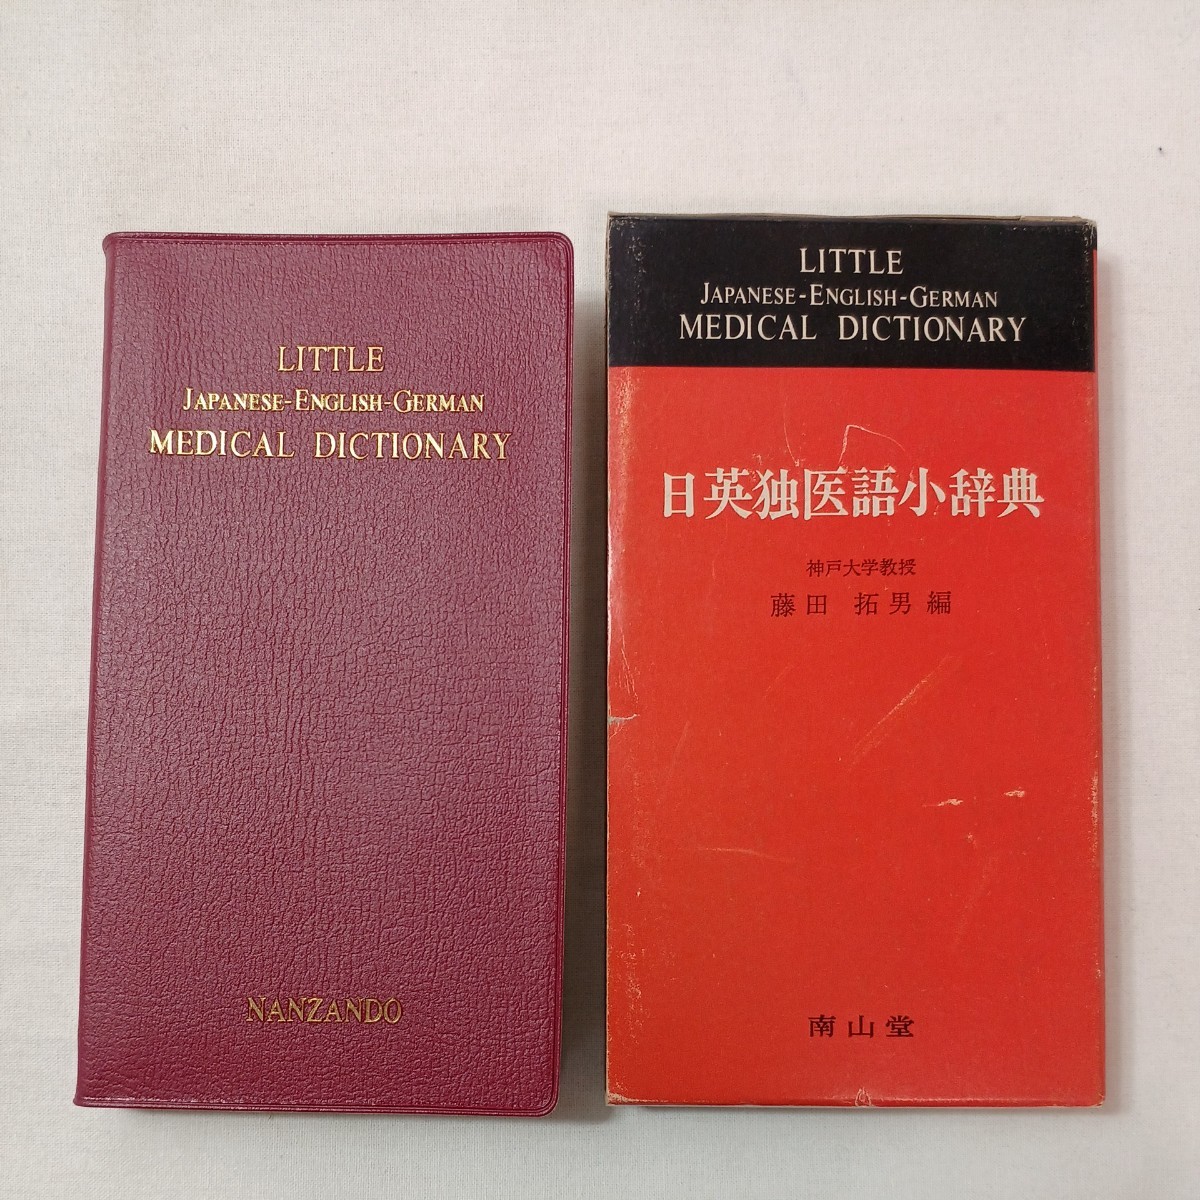 LITTLE
JAPANESE-ENGLISH-GERMAN
MEDICAL DICTIONARY
NANZANDO
LITTLE
JAPANESE-ENGLISH-GERMAN
MEDICAL DICTIONARY
日英独医語小辞典
神戸大学教授
藤田 拓男編
南山堂